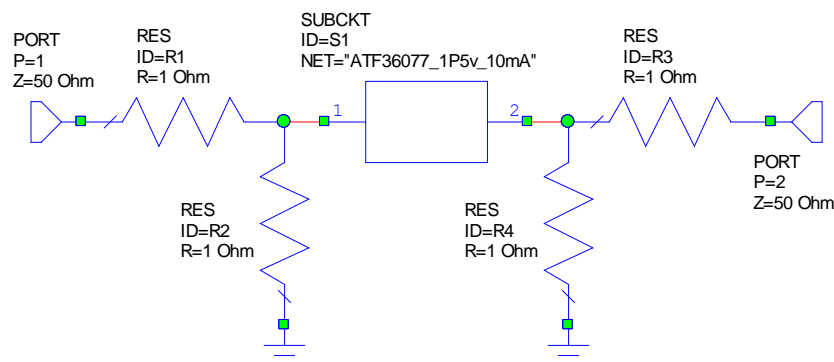 PORT
P=1
Z=50 Ohm
RES
ID=R1
R=1 Ohm
SUBCKT
ID=S1
NET="ATF36077_1P5v_10mA"
RES
ID=R3
R=1 Ohm
1
2
PORT
P=2
Z=50 Ohm
RES
ID=R2
R=1 Ohm
RES
ID=R4
R=1 Ohm